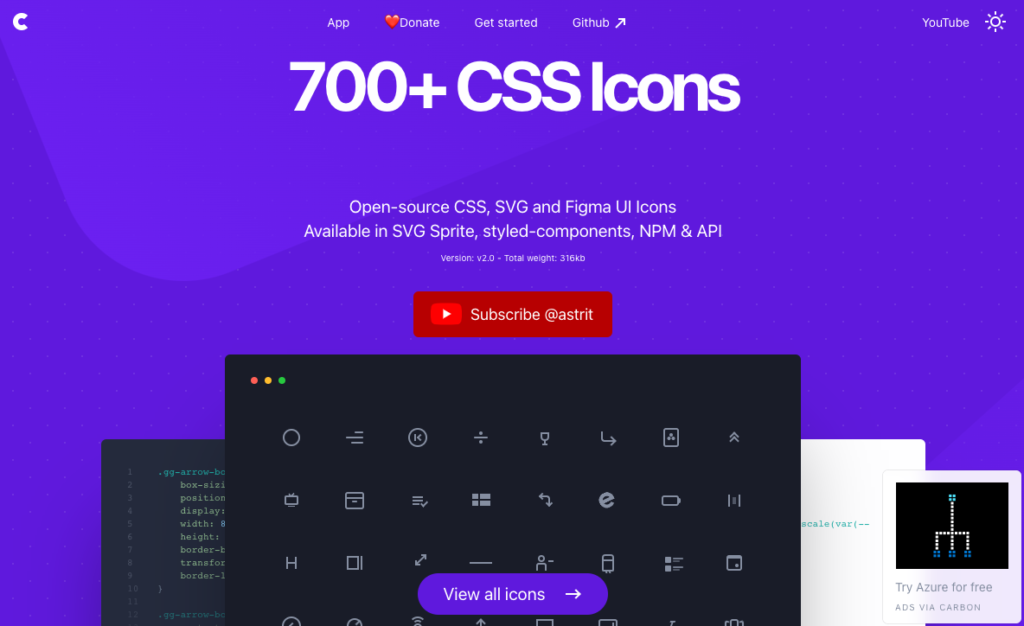 App
❤️Donate
Get started
Github ↗
YouTube
700+ CSS Icons
Open-source CSS, SVG and Figma UI Icons
Available in SVG Sprite, styled-components, NPM & API
Version: v2.0 - Total weight: 316kb
Subscribe @astrit
1 .gg-arrow-bo
2 box-sizi
3 position
4 display:
5 width: 8
6 height:
7 border-b
8 transfor
9 border-l
10 }
11
12 .gg-arrow-bo
scale(var(--
View all icons →
Try Azure for free
ADS VIA CARBON